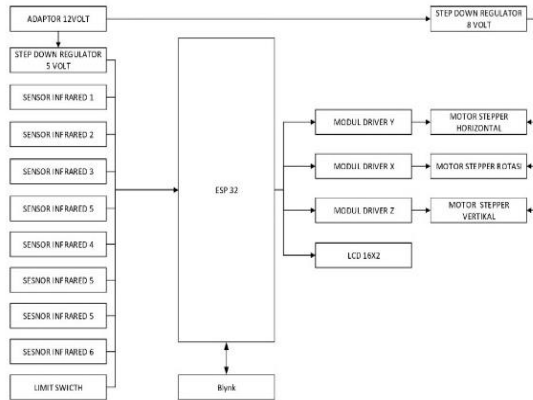 ADAPTOR 12VOLT
STEP DOWN REGULATOR
8 VOLT
STEP DOWN REGULATOR
5 VOLT
SENSOR INFRARED 1
SENSOR INFRARED 2
SENSOR INFRARED 3
SENSOR INFRARED 5
SENSOR INFRARED 4
SESNOR INFRARED 5
SESNOR INFRARED 5
SESNOR INFRARED 6
LIMIT SWICTH
ESP 32
Blynk
MODUL DRIVER Y
MOTOR STEPPER
HORIZONTAL
MODUL DRIVER X
MOTOR STEPPER ROTASI
MODUL DRIVER Z
MOTOR STEPPER
VERTIKAL
LCD 16X2